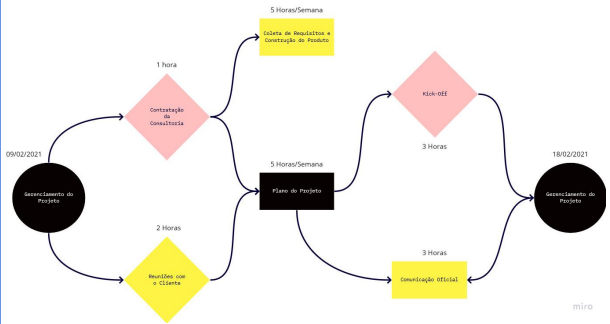 5 Horas/Semana
Coleta de Requisitos e
Construção do Produto
1 hora
Contratação
da
Consultoria
Kick-Off
3 Horas
09/02/2021
Gerenciamento do
Projeto
5 Horas/Semana
Plano do Projeto
18/02/2021
Gerenciamento do
Projeto
2 Horas
Reuniões com
o Cliente
3 Horas
Comunicação Oficial
miro